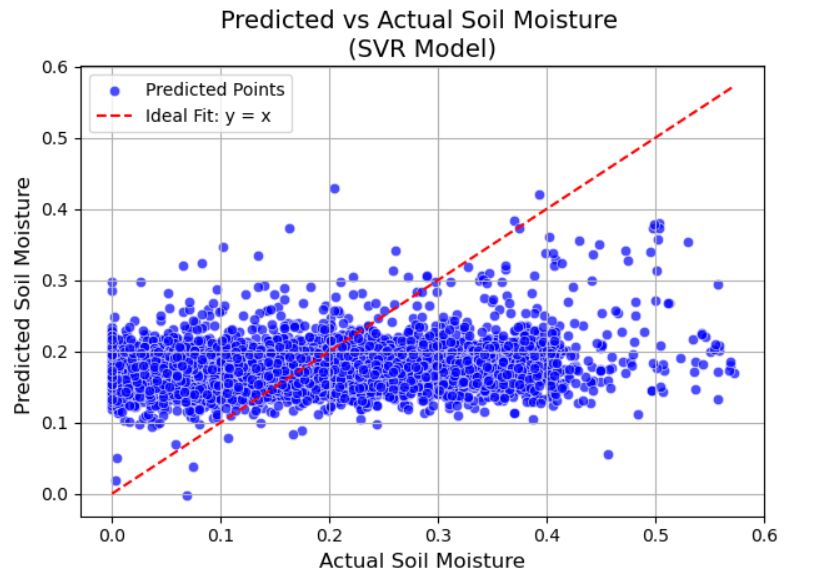 Predicted vs Actual Soil Moisture
(SVR Model)
Predicted Points
Ideal Fit: y = x
Predicted Soil Moisture
0.6
0.5
0.4
0.3
0.2
0.1
0.0
0.0 0.1 0.2 0.3 0.4 0.5 0.6
Actual Soil Moisture